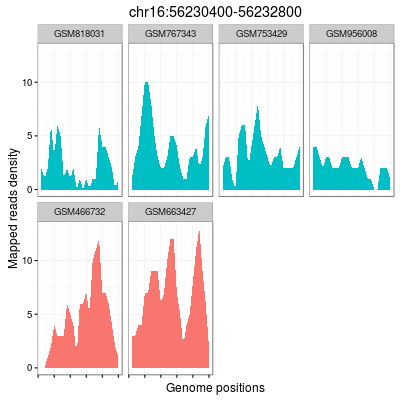 chr16:56230400-56232800
GSM818031 GSM767343 GSM753429 GSM956008
10
5
0
Mapped reads density
GSM466732 GSM663427
10
5
0
Genome positions